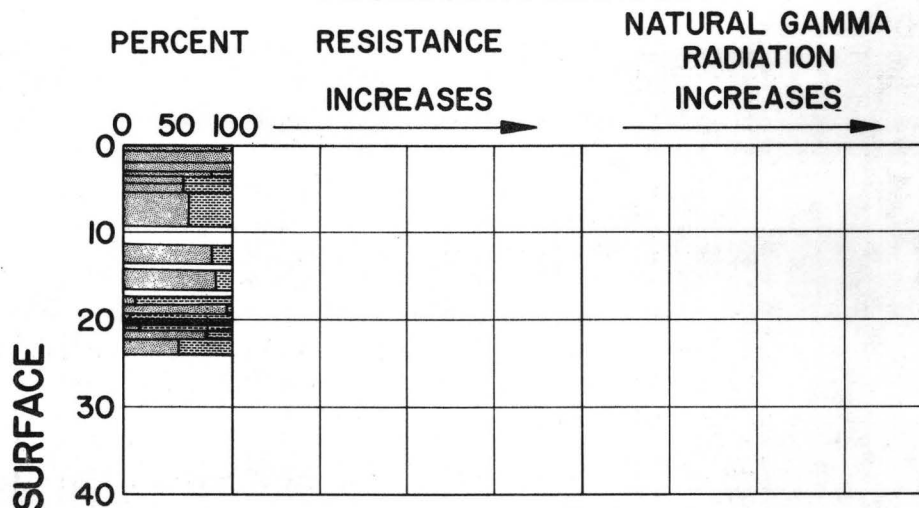 PERCENT
RESISTANCE
INCREASES
NATURAL GAMMA
RADIATION
INCREASES
0 50 100
0
10
20
30
40
SURFACE